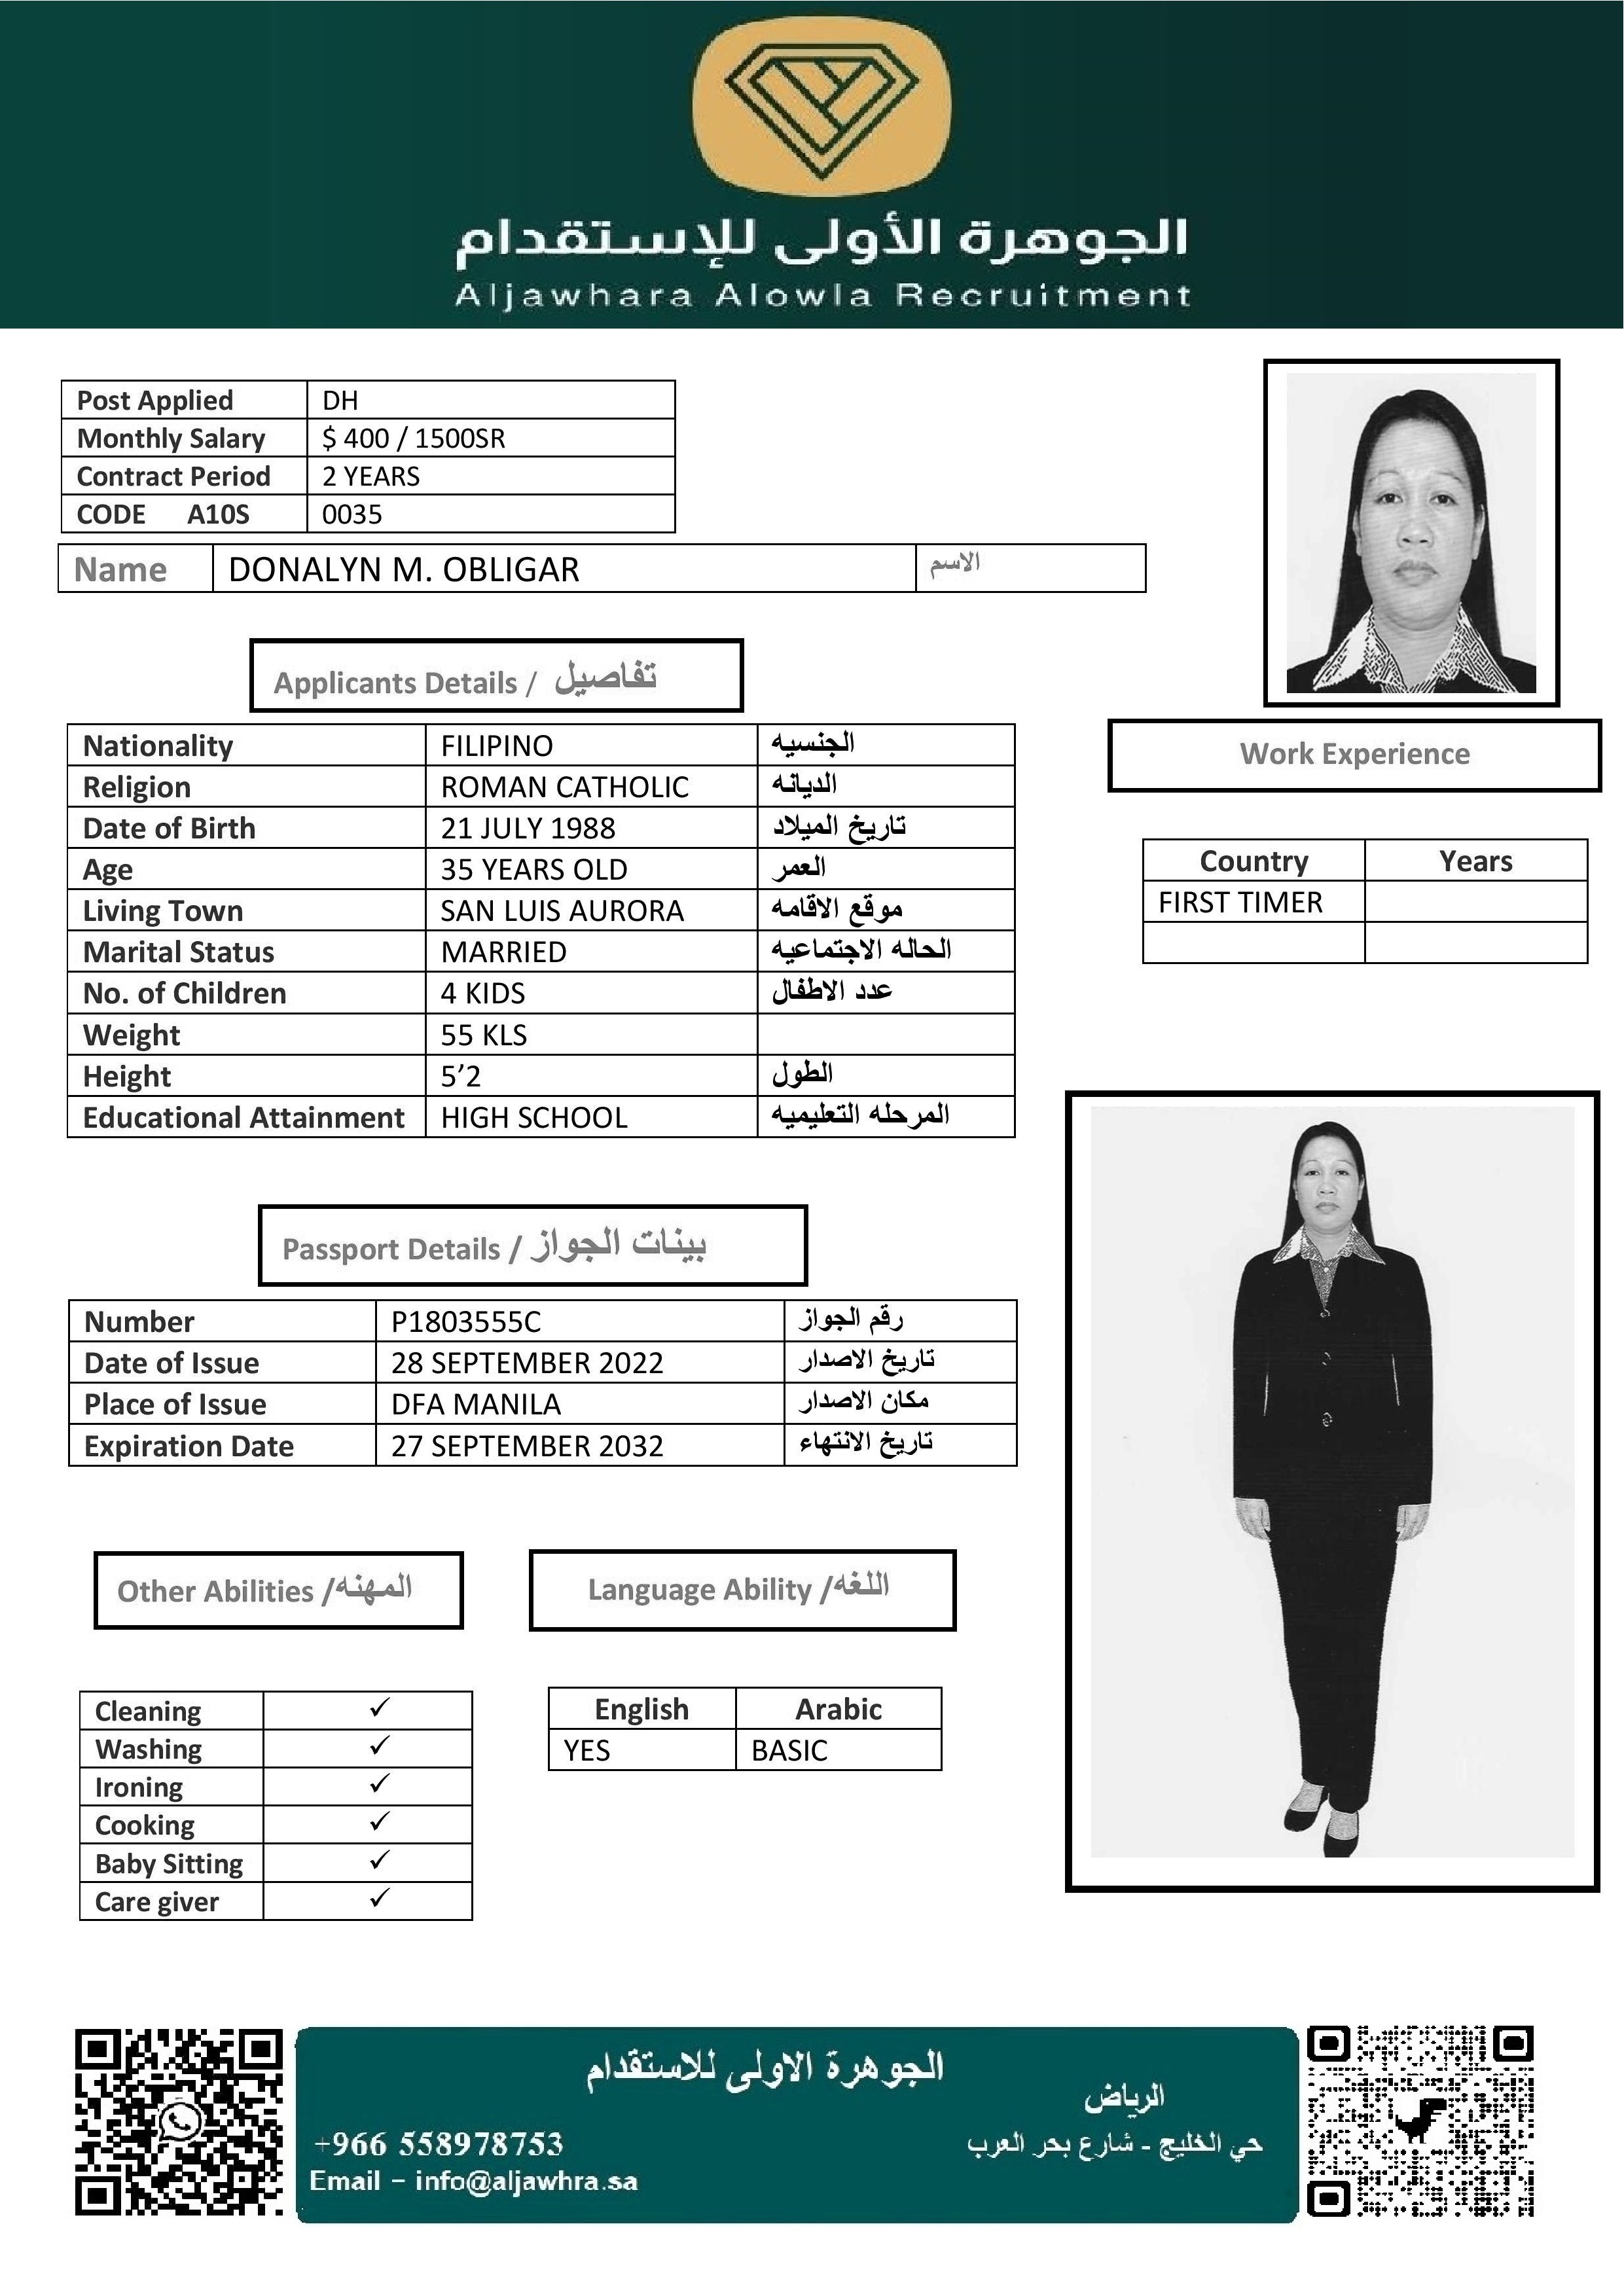 الجوهرة الأولى للإستقدام
Aljawhara Alowla Recruitment
Post Applied DH
Monthly Salary $ 400 / 1500SR
Contract Period 2 YEARS
CODE A10S 0035
Name DONALYN M. OBLIGAR الاسم
Applicants Details / تفاصيل
Nationality FILIPINO الجنسيه
Religion ROMAN CATHOLIC الديانه
Date of Birth 21 JULY 1988 تاريخ الميلاد
Age 35 YEARS OLD العمر
Living Town SAN LUIS AURORA موقع الاقامه
Marital Status MARRIED الحاله الاجتماعيه
No. of Children 4 KIDS عدد الاطفال
Weight 55 KLS
Height 5’2 الطول
Educational Attainment HIGH SCHOOL المرحله التعليميه
Work Experience
Country Years
FIRST TIMER
Passport Details / بينات الجواز
Number P1803555C رقم الجواز
Date of Issue 28 SEPTEMBER 2022 تاريخ الاصدار
Place of Issue DFA MANILA مكان الاصدار
Expiration Date 27 SEPTEMBER 2032 تاريخ الانتهاء
Other Abilities /المهنه
Cleaning ✓
Washing ✓
Ironing ✓
Cooking ✓
Baby Sitting ✓
Care giver ✓
Language Ability /اللغه
English Arabic
YES BASIC
الجوهرة الاولى للاستقدام
الرياض
+966 558978753
حي الخليج - شارع بحر العرب
Email – info@aljawhra.sa